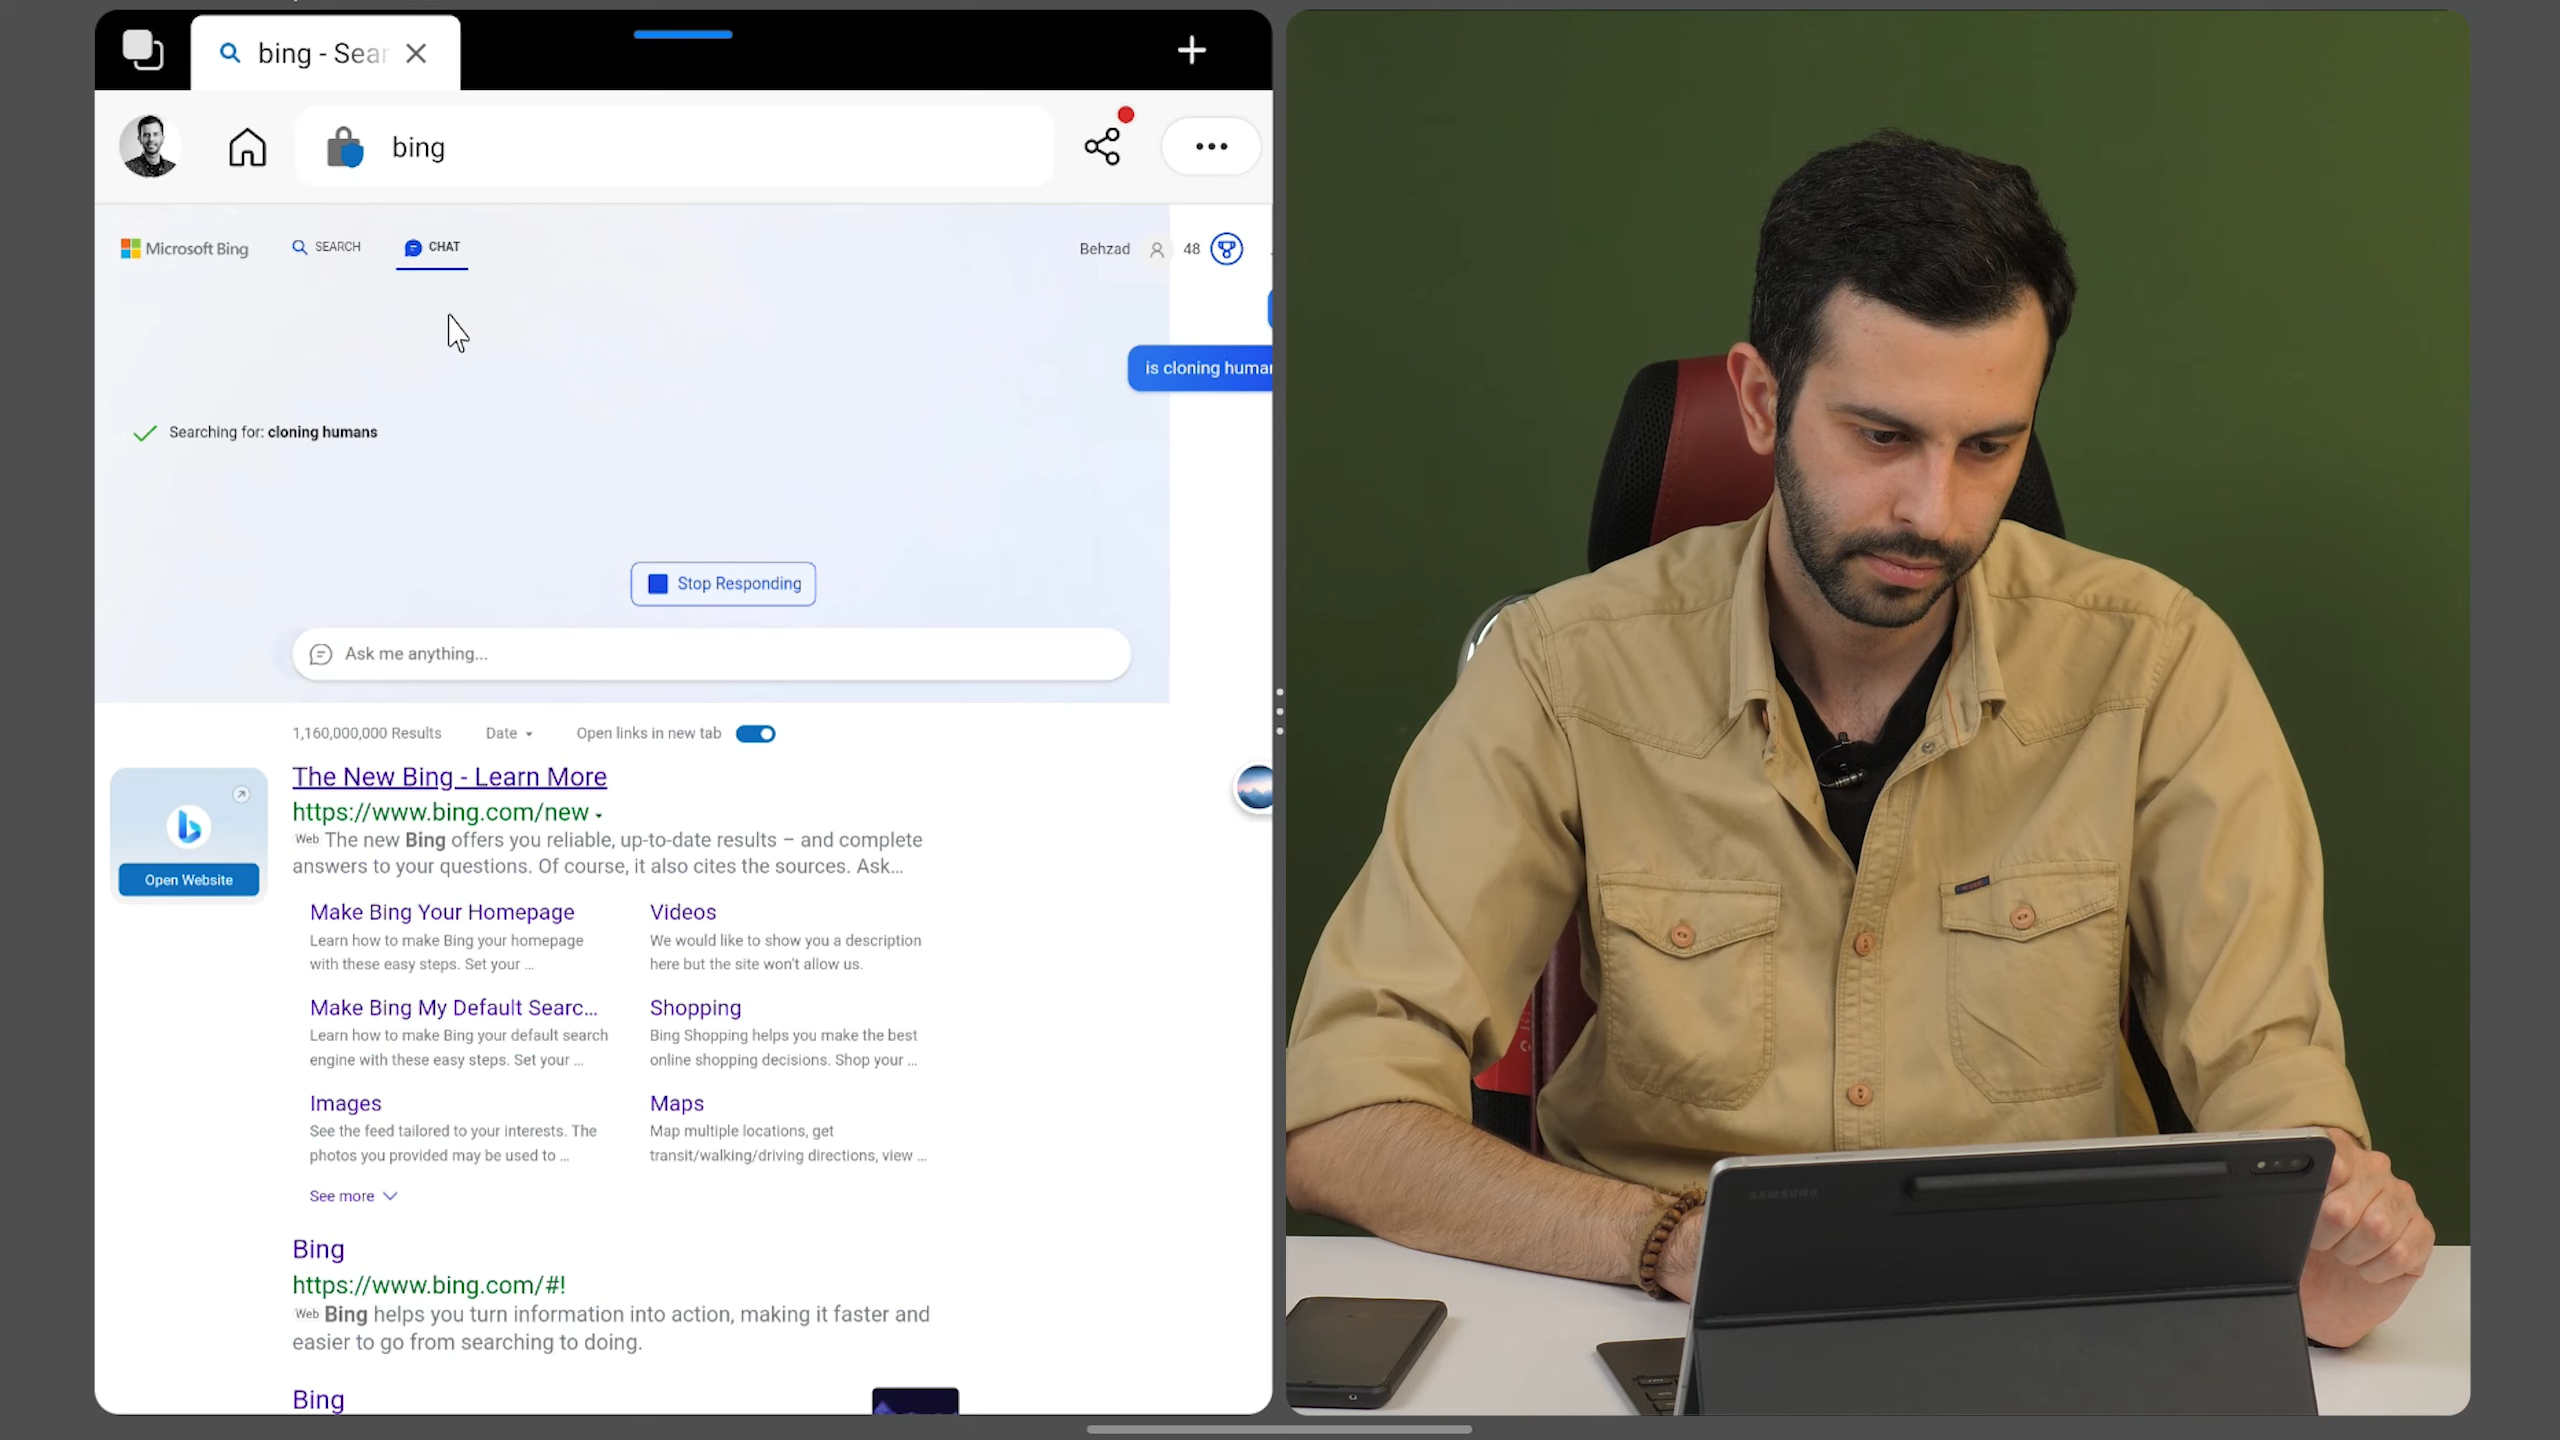 bing - Sear
bing
Microsoft Bing
SEARCH
CHAT
Behzad
48
is cloning human
Searching for: cloning humans
Stop Responding
Ask me anything...
1,160,000,000 Results
Date
Open links in new tab
The New Bing - Learn More
https://www.bing.com/new
Web The new Bing offers you reliable, up-to-date results – and complete
answers to your questions. Of course, it also cites the sources. Ask...
Open Website
Make Bing Your Homepage
Learn how to make Bing your homepage
with these easy steps. Set your ...
Videos
We would like to show you a description
here but the site won't allow us.
Make Bing My Default Searc...
Learn how to make Bing your default search
engine with these easy steps. Set your ...
Shopping
Bing Shopping helps you make the best
online shopping decisions. Shop your ...
Images
See the feed tailored to your interests. The
photos you provided may be used to ...
Maps
Map multiple locations, get
transit/walking/driving directions, view ...
See more
Bing
https://www.bing.com/#!
Web Bing helps you turn information into action, making it faster and
easier to go from searching to doing.
Bing
SAMSUNG